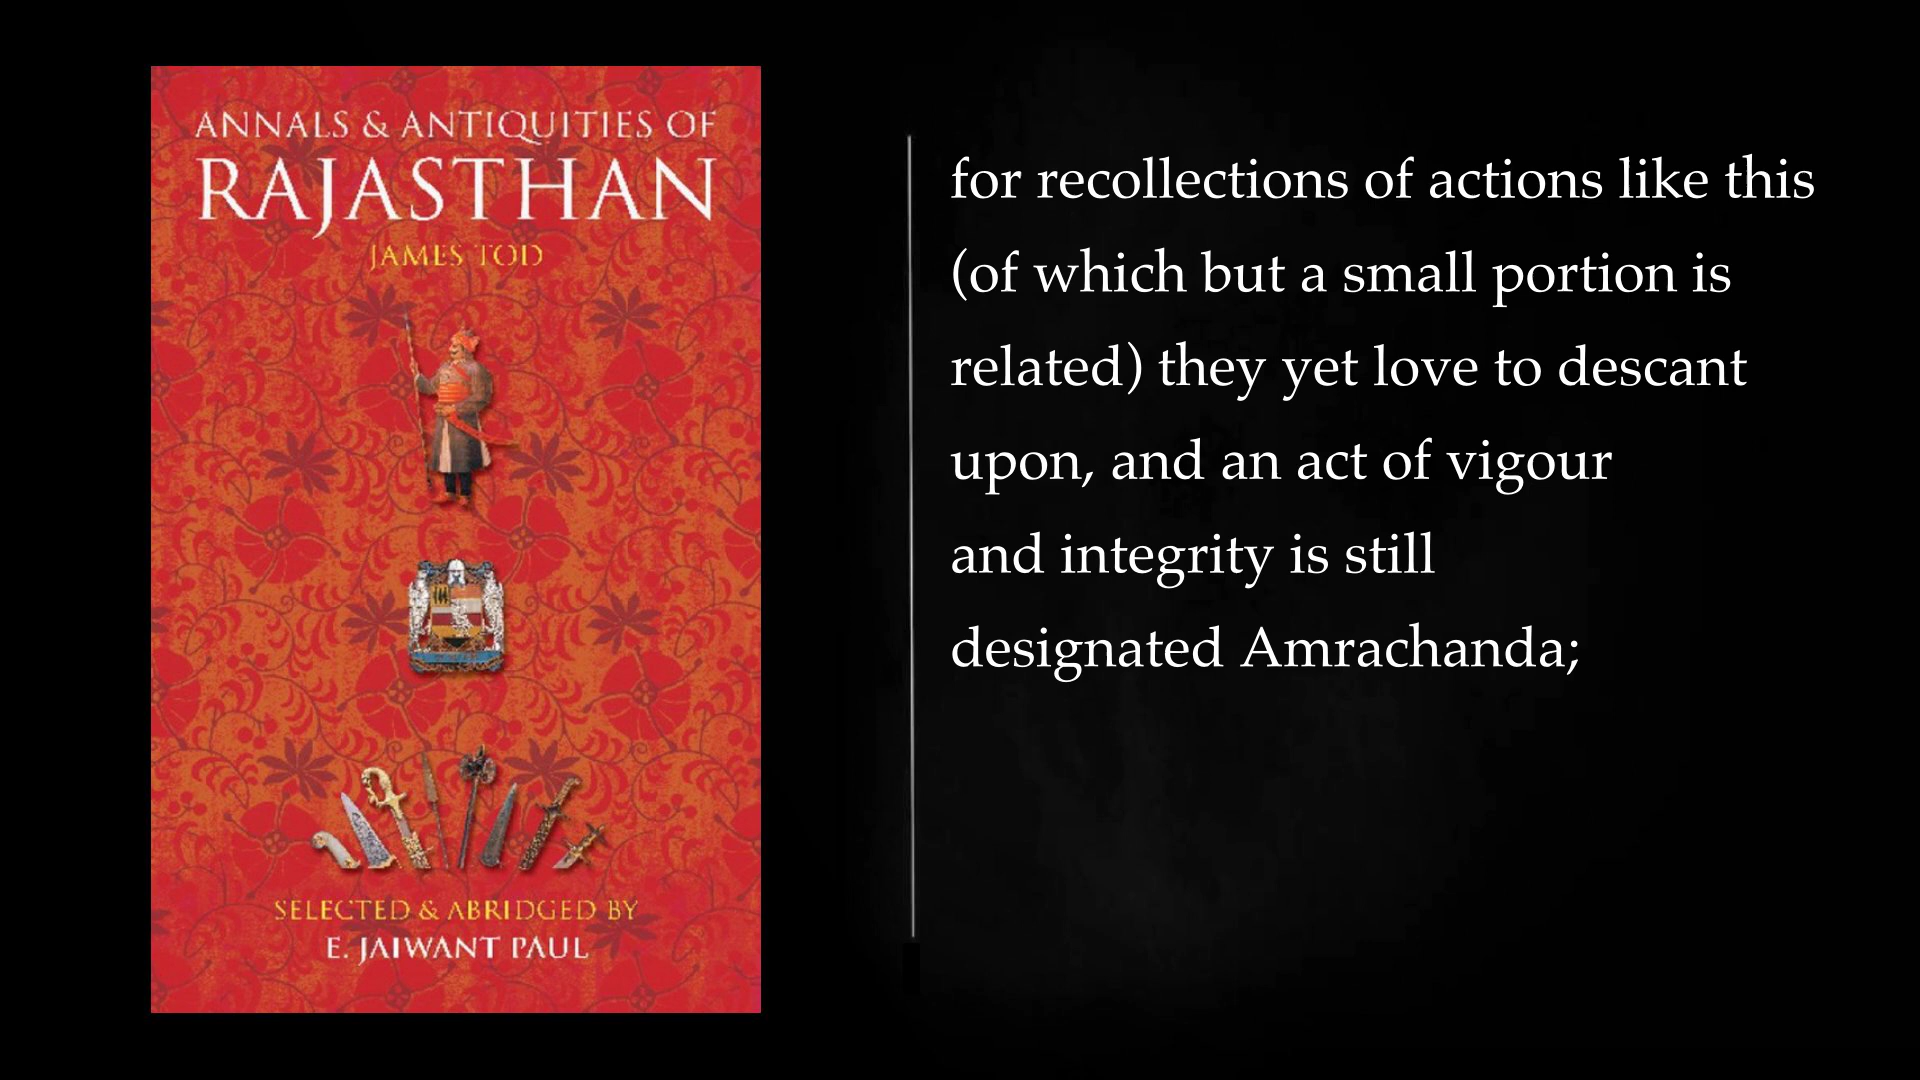 ANNALS & ANTIQUITIES OF
RAJASTHAN
JAMES TOD
SELECTED & ABRIDGED BY
E. JAIWANT PAUL
for recollections of actions like this
(of which but a small portion is
related) they yet love to descant
upon, and an act of vigour
and integrity is still
designated Amrachanda;